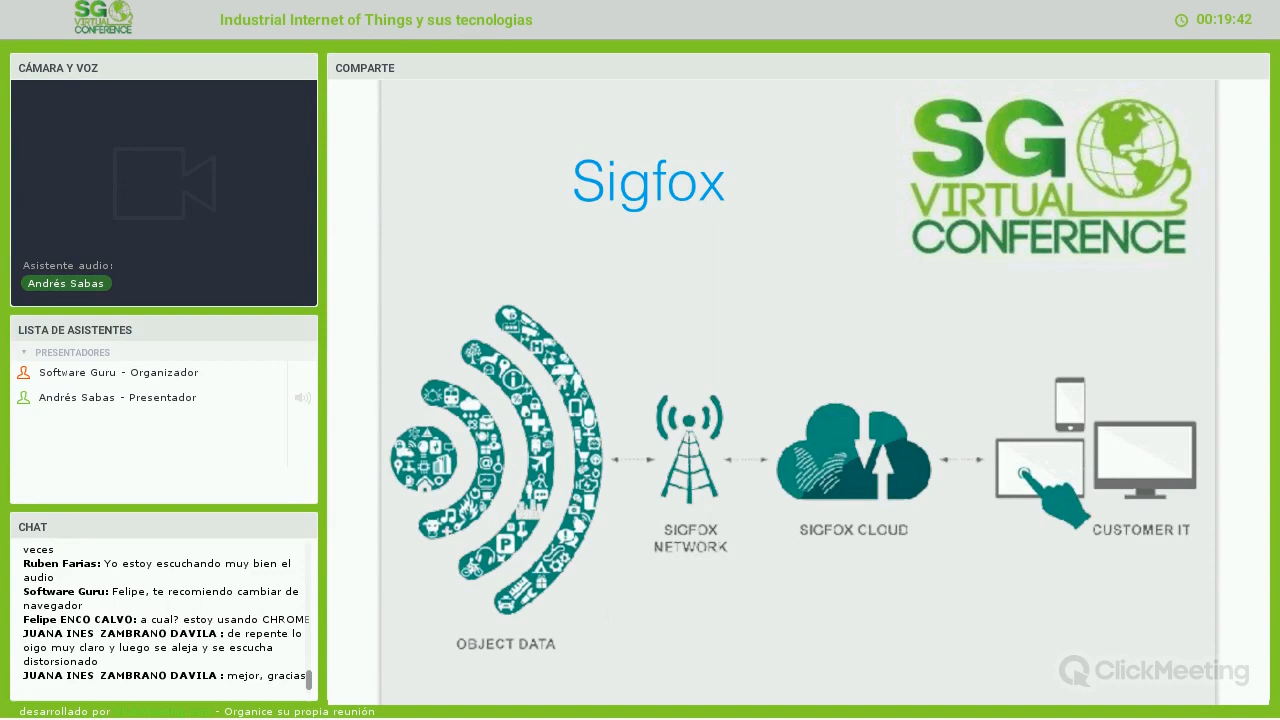 SG
VIRTUAL
CONFERENCE
Industrial Internet of Things y sus tecnologias
00:19:42
CÁMARA Y VOZ
Asistente audio:
Andrés Sabas
LISTA DE ASISTENTES
PRESENTADORES
Software Guru - Organizador
Andrés Sabas - Presentador
CHAT
veces
Ruben Farias: Yo estoy escuchando muy bien el
audio
Software Guru: Felipe, te recomiendo cambiar de
navegador
Felipe ENCO CALVO: a cual? estoy usando CHROME
JUANA INES ZAMBRANO DAVILA : de repente lo
oigo muy claro y luego se aleja y se escucha
distorsionado
JUANA INES ZAMBRANO DAVILA : mejor, gracias
desarrollado por
- Organice su propia reunión
COMPARTE
Sigfox
SG
VIRTUAL
CONFERENCE
SIGFOX
NETWORK
SIGFOX CLOUD
CUSTOMER IT
OBJECT DATA
ClickMeeting